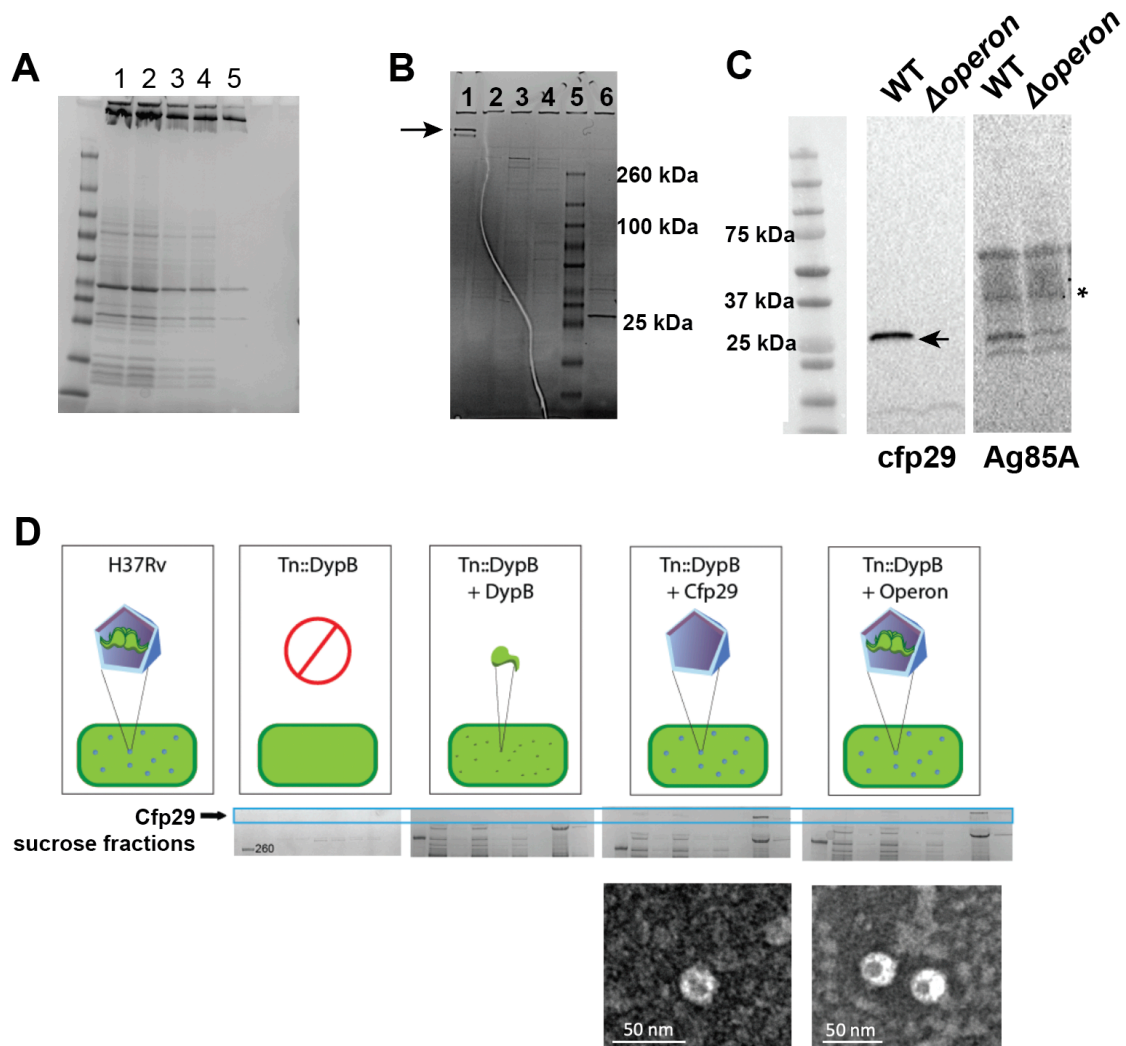 A
1 2 3 4 5
B
1 2 3 4 5 6
260 kDa
100 kDa
25 kDa
C
WT Δoperon WT Δoperon
75 kDa
37 kDa
25 kDa
*
cfp29 Ag85A
D
H37Rv
Tn::DypB
Tn::DypB
+ DypB
Tn::DypB
+ Cfp29
Tn::DypB
+ Operon
Cfp29
sucrose fractions
260
50 nm
50 nm